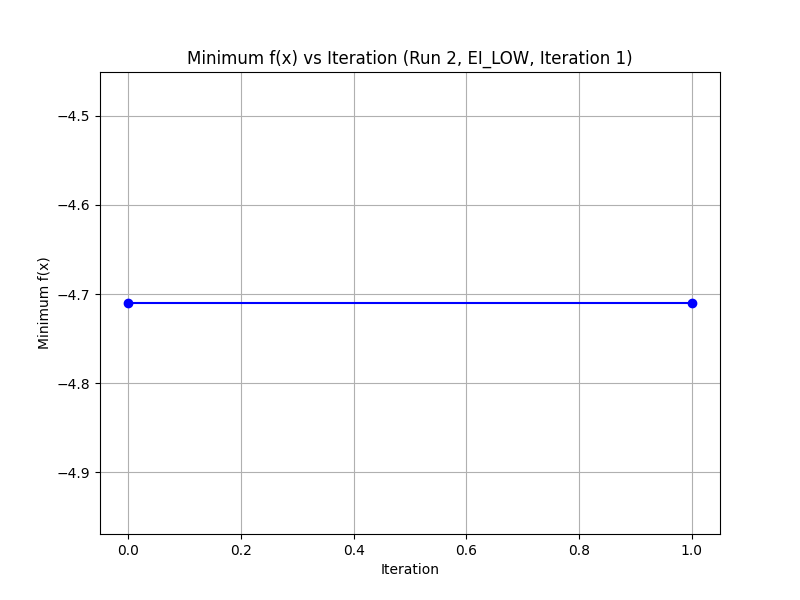 Minimum f(x) vs Iteration (Run 2, EI_LOW, Iteration 1)
Minimum f(x)
−4.5
−4.6
−4.7
−4.8
−4.9
0.0 0.2 0.4 0.6 0.8 1.0
Iteration